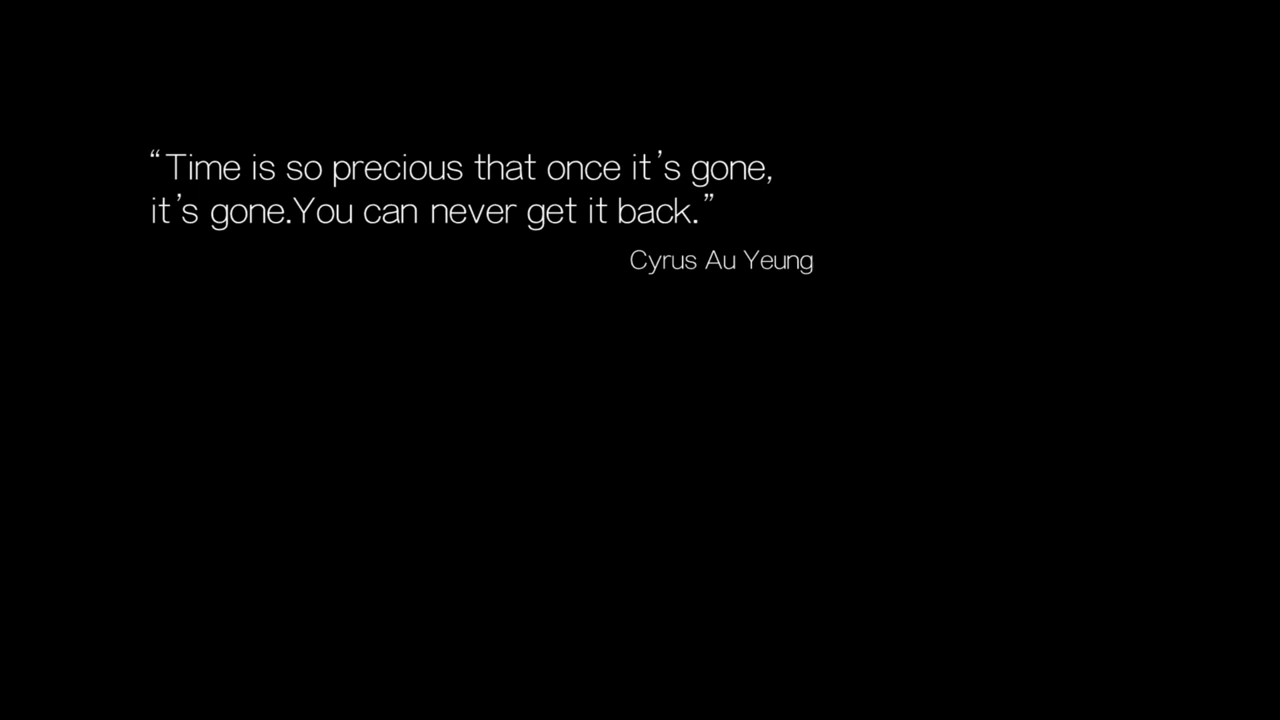 “Time is so precious that once it’s gone,
it’s gone.You can never get it back.”
Cyrus Au Yeung